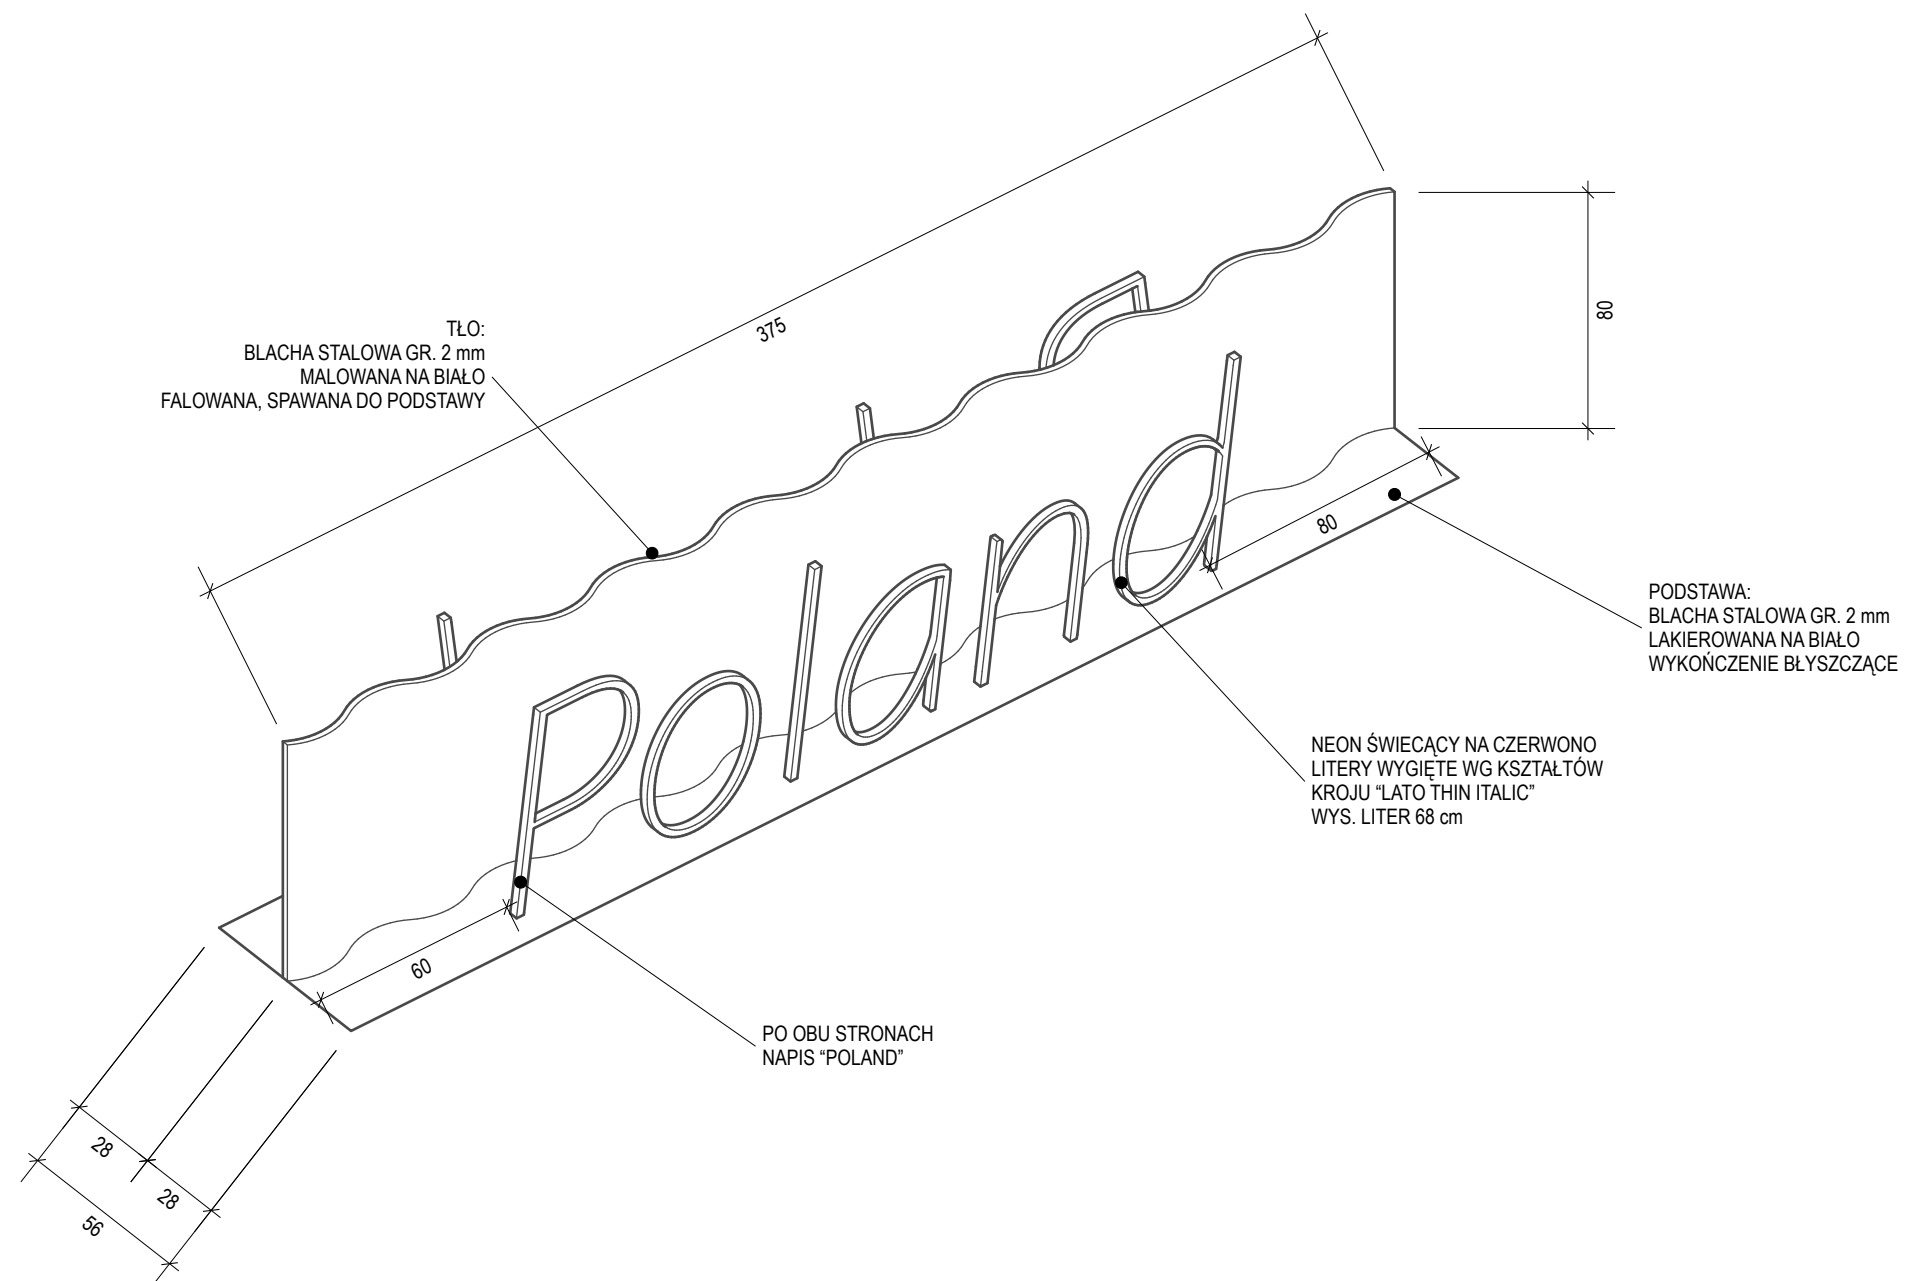 375
80
TŁO:
BLACHA STALOWA GR. 2 mm
MALOWANA NA BIAŁO
FALOWANA, SPAWANA DO PODSTAWY
Poland
80
PODSTAWA:
BLACHA STALOWA GR. 2 mm
LAKIEROWANA NA BIAŁO
WYKOŃCZENIE BŁYSZCZĄCE
NEON ŚWIECĄCY NA CZERWONO
LITERY WYGIĘTE WG KSZTAŁTÓW
KROJU “LATO THIN ITALIC”
WYS. LITER 68 cm
60
PO OBU STRONACH
NAPIS “POLAND”
28
28
56